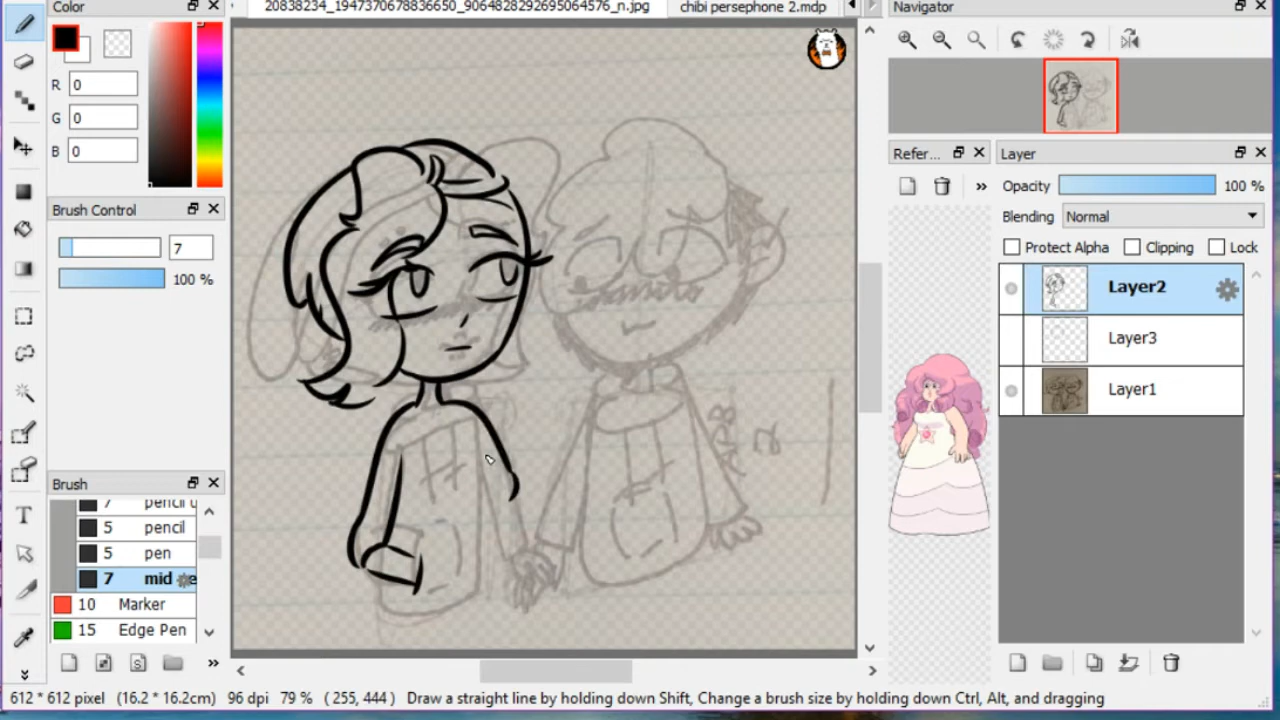 Color
20838234_1947370678836650_9064828292695064576_n.jpg
chibi persephone 2.mdp
Navigator
R 0
G 0
B 0
Brush Control
7
100 %
Refer...
Layer
Opacity 100 %
Blending Normal
Protect Alpha Clipping Lock
Layer2
Layer3
Layer1
Brush
5 pencil
5 pen
7 mid
10 Marker
15 Edge Pen
T
612 * 612 pixel (16.2 * 16.2cm) 96 dpi 79 % ( 255, 444 ) Draw a straight line by holding down Shift, Change a brush size by holding down Ctrl, Alt, and dragging